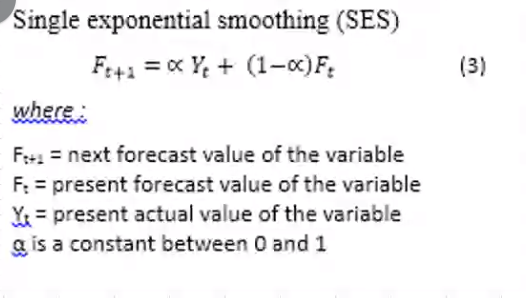 Single exponential smoothing (SES)
Fₜ₊₁ = ∝ Yₜ + (1−∝)Fₜ (3)
where :
Fₜ₊₁ = next forecast value of the variable
Fₜ = present forecast value of the variable
Yₜ = present actual value of the variable
α is a constant between 0 and 1